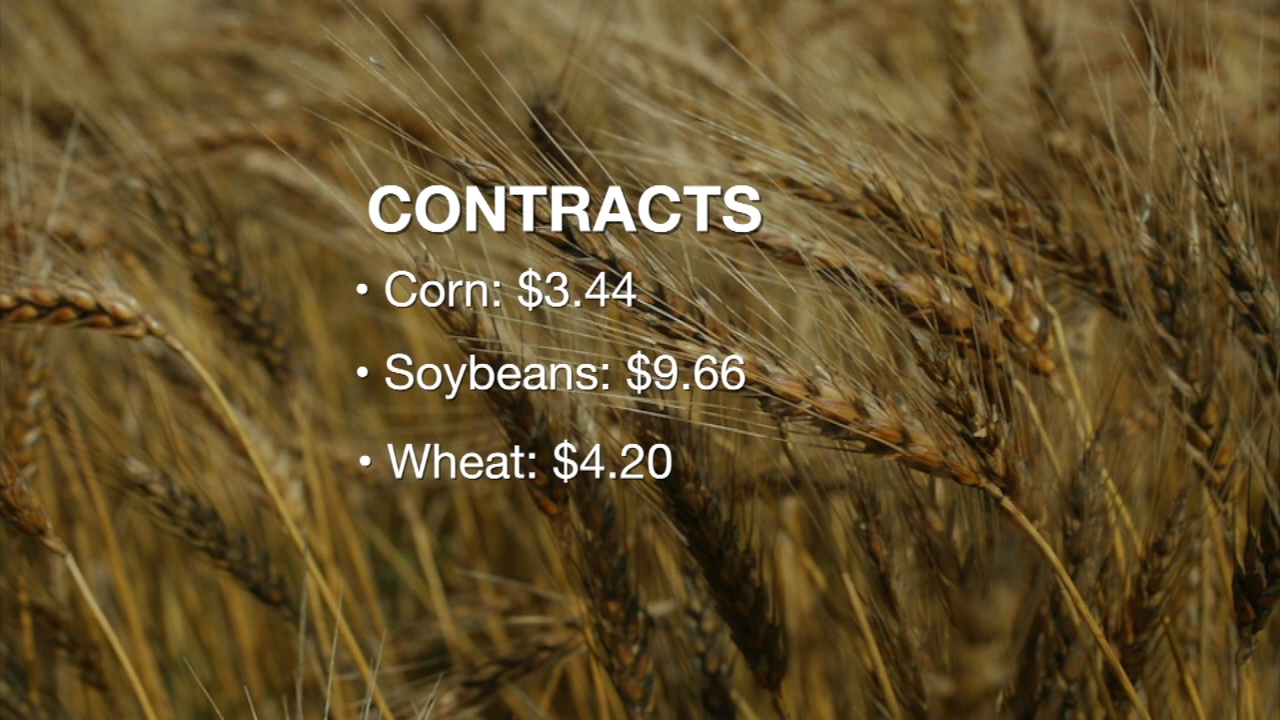 CONTRACTS
• Corn: $3.44
• Soybeans: $9.66
• Wheat: $4.20